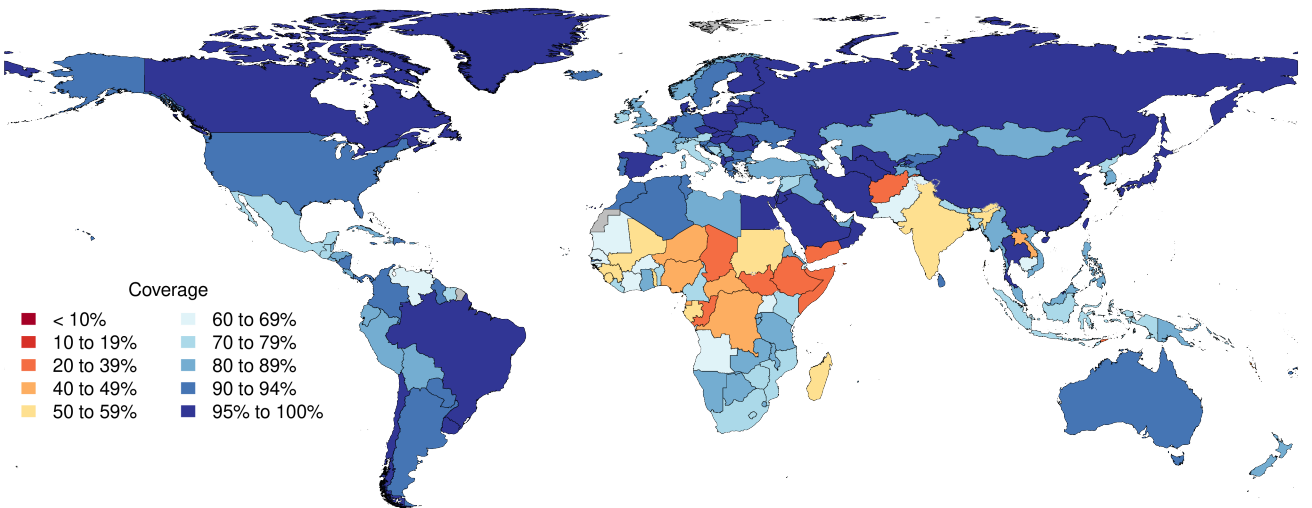 Coverage
< 10%
10 to 19%
20 to 39%
40 to 49%
50 to 59%
60 to 69%
70 to 79%
80 to 89%
90 to 94%
95% to 100%